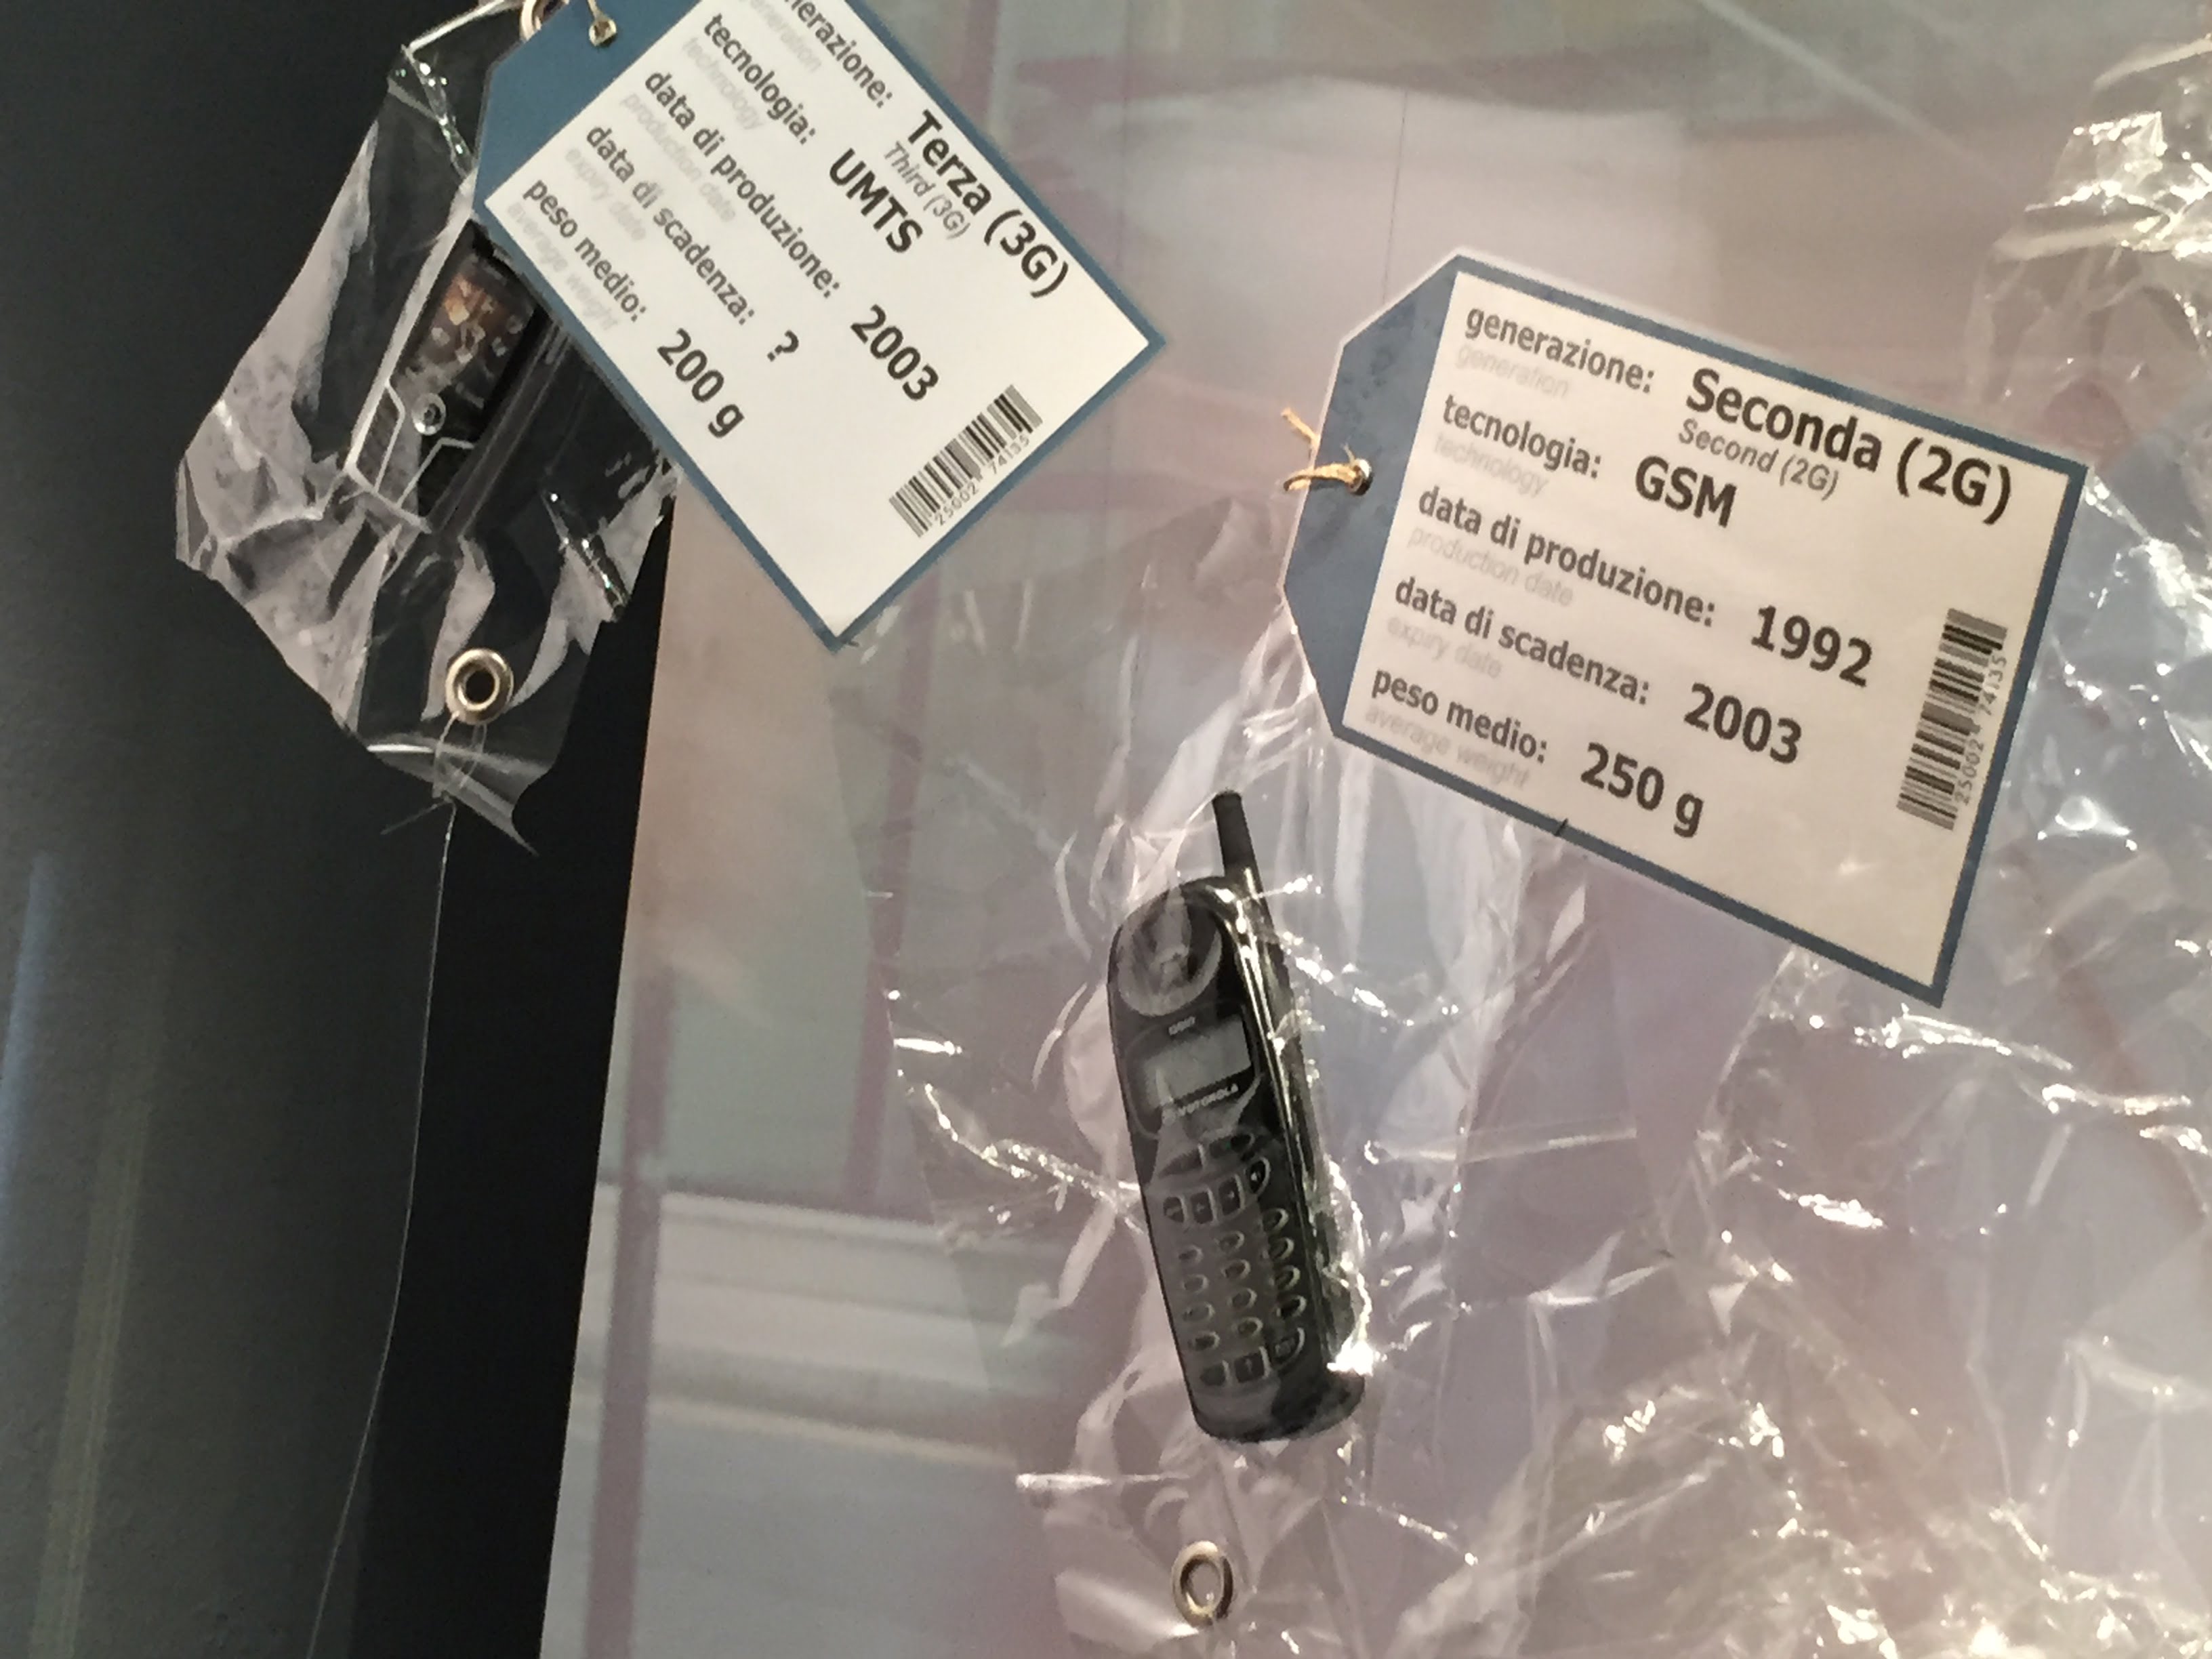 tecnologia: UMTS
technology
Terza (3G)
Third (3G)
data di produzione: 2003
production date
data di scadenza: ?
expiry date
peso medio: 200 g
average weight
25002 74135
generazione: Seconda (2G)
generation Second (2G)
tecnologia: GSM
technology
data di produzione: 1992
production date
data di scadenza: 2003
expiry date
peso medio: 250 g
average weight
25002 74135
MOTOROLA